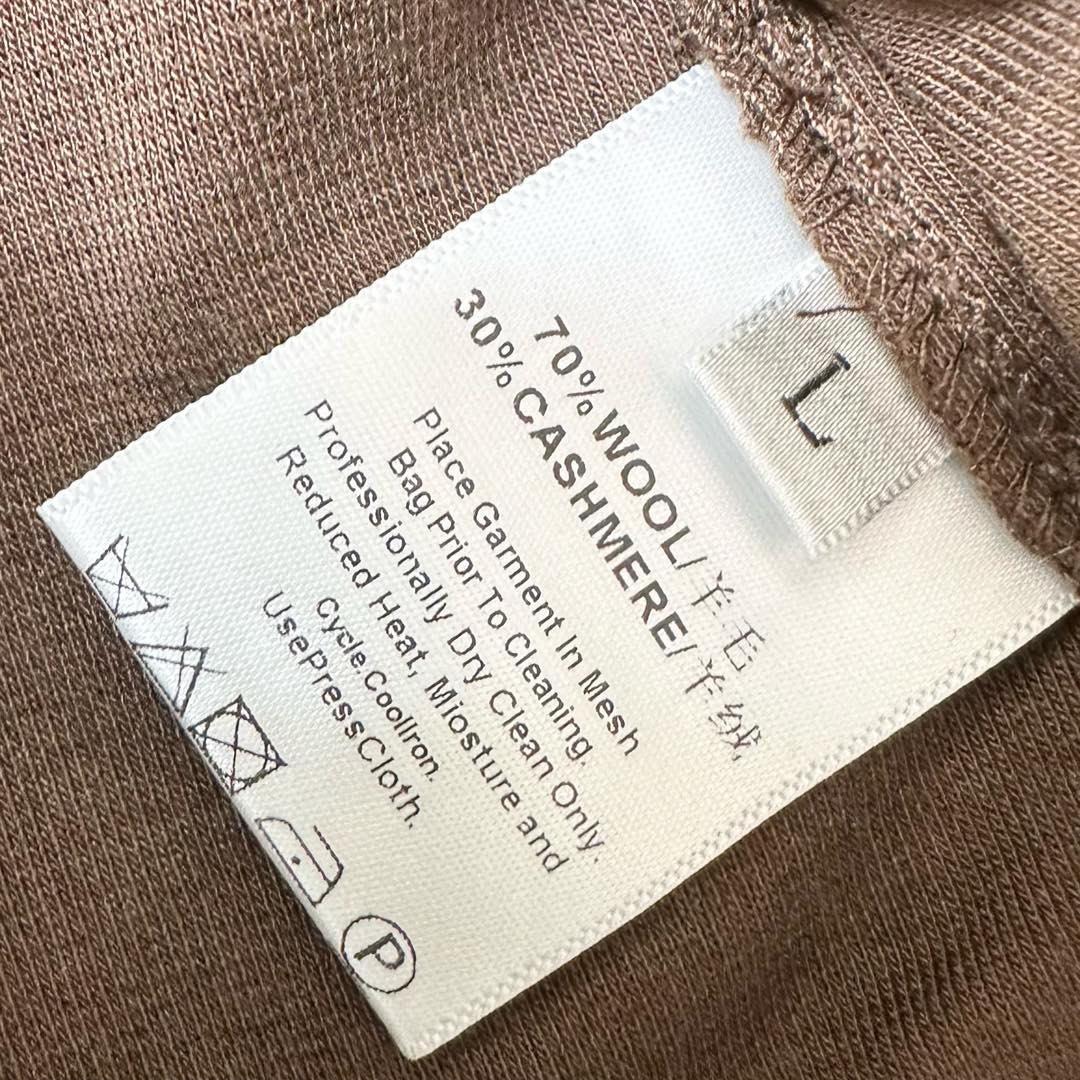 L
70%WOOL/羊毛
30%CASHMERE/羊绒,
Place Garment In Mesh
Bag Prior To Cleaning.
Professionally Dry Clean Only.
Reduced Heat, Miosture and
Cycle.CoolIron.
UsePressCloth.
P